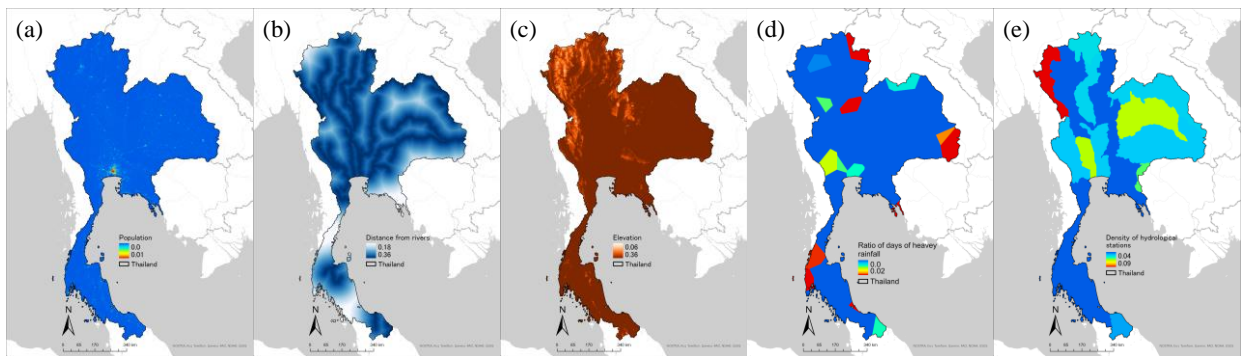 (a)
Population
0.0
0.01
Thailand
N
(b)
Distance from rivers
0.18
0.36
Thailand
N
(c)
Elevation
0.06
0.36
Thailand
N
(d)
Ratio of days of heavey
rainfall
0.0
0.02
Thailand
N
(e)
Density of hydrological
stations
0.04
0.09
Thailand
N